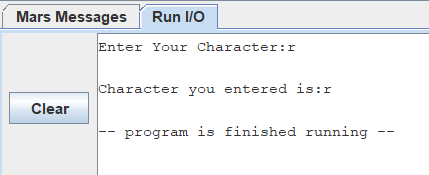 Mars Messages
Run I/O
Enter Your Character:r
Clear
Character you entered is:r
-- program is finished running --